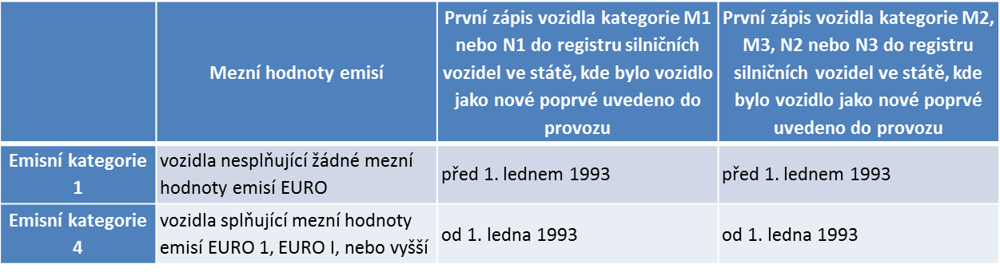 Mezní hodnoty emisí
První zápis vozidla kategorie M1
nebo N1 do registru silničních
vozidel ve státě, kde bylo vozidlo
jako nové poprvé uvedeno do
provozu
První zápis vozidla kategorie M2,
M3, N2 nebo N3 do registru
silničních vozidel ve státě, kde
bylo vozidlo jako nové poprvé
uvedeno do provozu
Emisní kategorie
1
vozidla nesplňující žádné mezní
hodnoty emisí EURO
před 1. lednem 1993
před 1. lednem 1993
Emisní kategorie
4
vozidla splňující mezní hodnoty
emisí EURO 1, EURO I, nebo vyšší
od 1. ledna 1993
od 1. ledna 1993